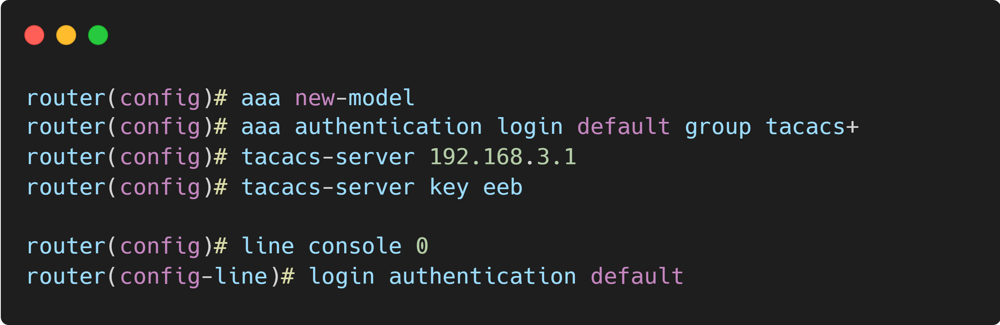 router(config)# aaa new-model
router(config)# aaa authentication login default group tacacs+
router(config)# tacacs-server 192.168.3.1
router(config)# tacacs-server key eeb
router(config)# line console 0
router(config-line)# login authentication default